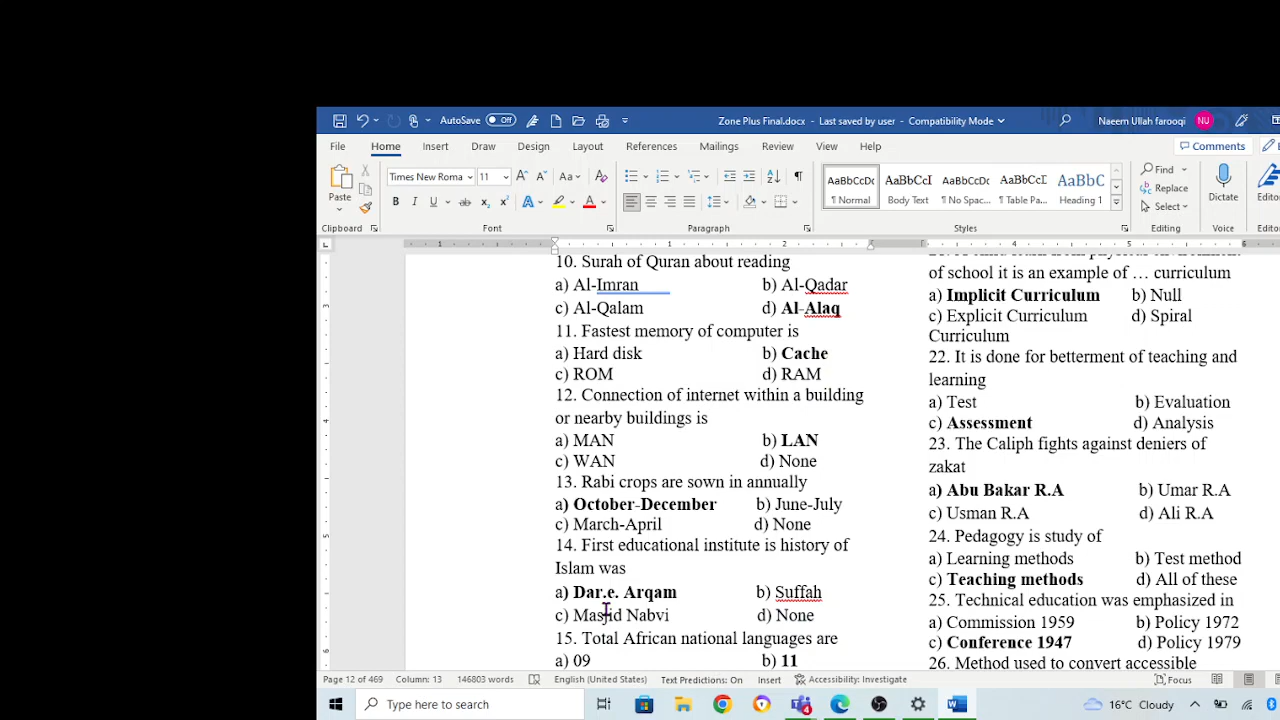 AutoSave Off
Zone Plus Final.docx - Last saved by user - Compatibility Mode
Naeem Ullah farooqi NU
File Home Insert Draw Design Layout References Mailings Review View Help
Comments
Paste
Times New Roma 11
Aa
B I U ab x₂ x² A A
AaBbCcDc AaBbCcI AaBbCcDc AaBbCcDc AaBbC
¶ Normal Body Text ¶ No Spac... ¶ Table Pa... Heading 1
Find
Replace
Select
Dictate
Editor
Clipboard Font Paragraph Styles Editing Voice
10. Surah of Quran about reading
a) Al-Imran b) Al-Qadar
c) Al-Qalam d) Al-Alaq
11. Fastest memory of computer is
a) Hard disk b) Cache
c) ROM d) RAM
12. Connection of internet within a building
or nearby buildings is
a) MAN b) LAN
c) WAN d) None
13. Rabi crops are sown in annually
a) October-December b) June-July
c) March-April d) None
14. First educational institute is history of
Islam was
a) Dar.e. Arqam b) Suffah
c) Masjid Nabvi d) None
15. Total African national languages are
a) 09 b) 11
of school it is an example of … curriculum
a) Implicit Curriculum b) Null
c) Explicit Curriculum d) Spiral
Curriculum
22. It is done for betterment of teaching and
learning
a) Test b) Evaluation
c) Assessment d) Analysis
23. The Caliph fights against deniers of
zakat
a) Abu Bakar R.A b) Umar R.A
c) Usman R.A d) Ali R.A
24. Pedagogy is study of
a) Learning methods b) Test method
c) Teaching methods d) All of these
25. Technical education was emphasized in
a) Commission 1959 b) Policy 1972
c) Conference 1947 d) Policy 1979
26. Method used to convert accessible
Page 12 of 469 Column: 13 146803 words English (United States) Text Predictions: On Insert Accessibility: Investigate Focus
Type here to search
16°C Cloudy